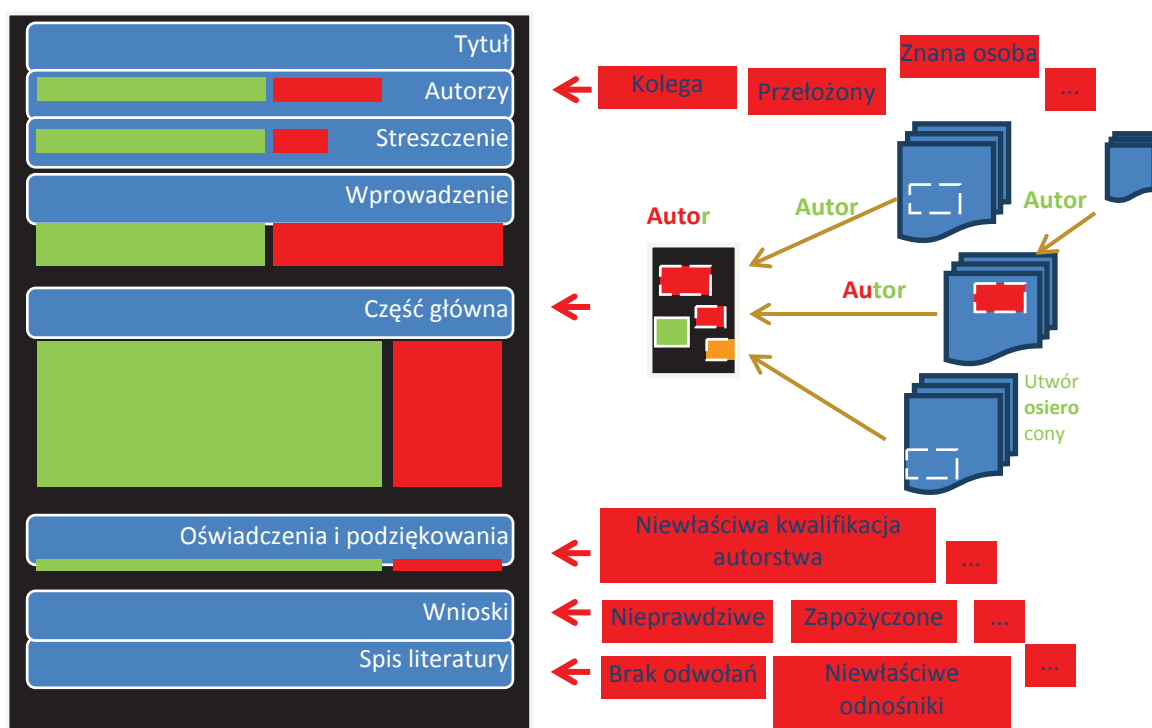 Tytuł
Autorzy
Streszczenie
Wprowadzenie
Część główna
Oświadczenia i podziękowania
Wnioski
Spis literatury
Kolega
Przełożony
Znana osoba
...
Autor
Autor
Autor
Autor
Utwór
osiero
cony
Niewłaściwa kwalifikacja
autorstwa
...
Nieprawdziwe
Zapożyczone
...
Brak odwołań
Niewłaściwe
odnośniki
...